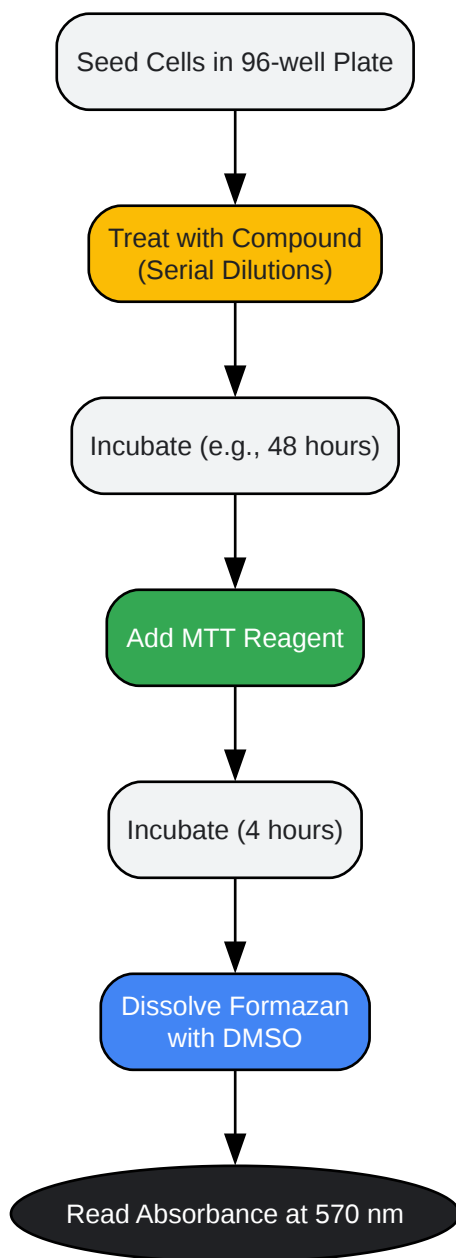 Seed Cells in 96-well Plate
Treat with Compound
(Serial Dilutions)
Incubate (e.g., 48 hours)
Add MTT Reagent
Incubate (4 hours)
Dissolve Formazan
with DMSO
Read Absorbance at 570 nm